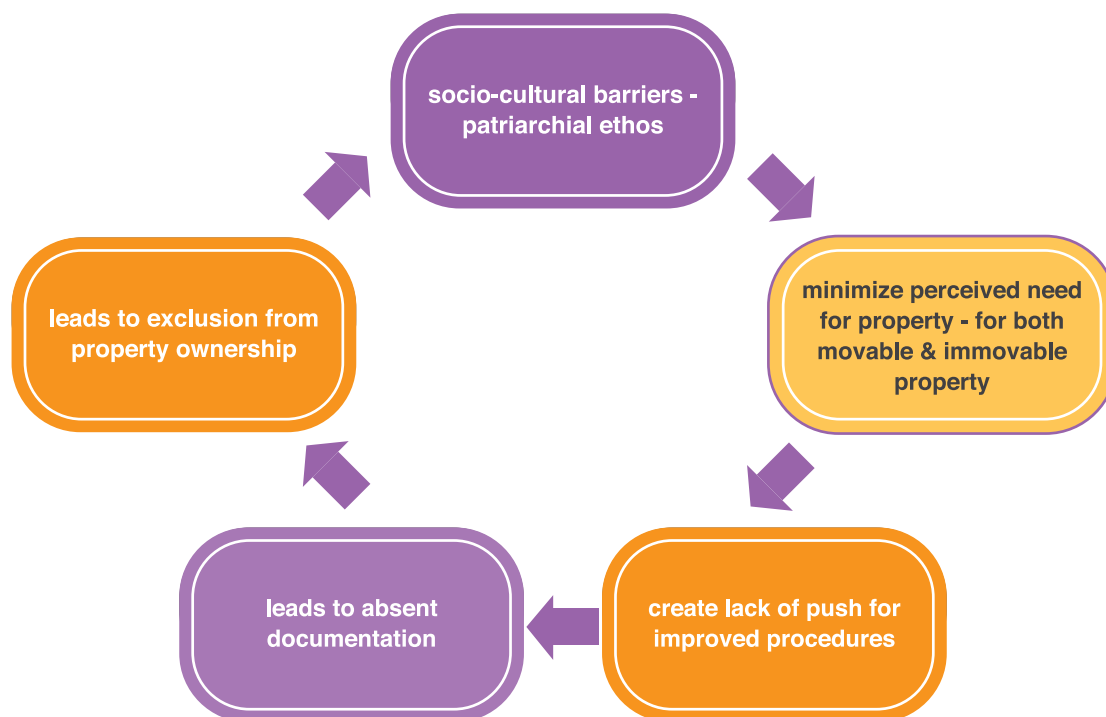 socio-cultural barriers -
patriarchial ethos
minimize perceived need
for property - for both
movable & immovable
property
create lack of push for
improved procedures
leads to absent
documentation
leads to exclusion from
property ownership